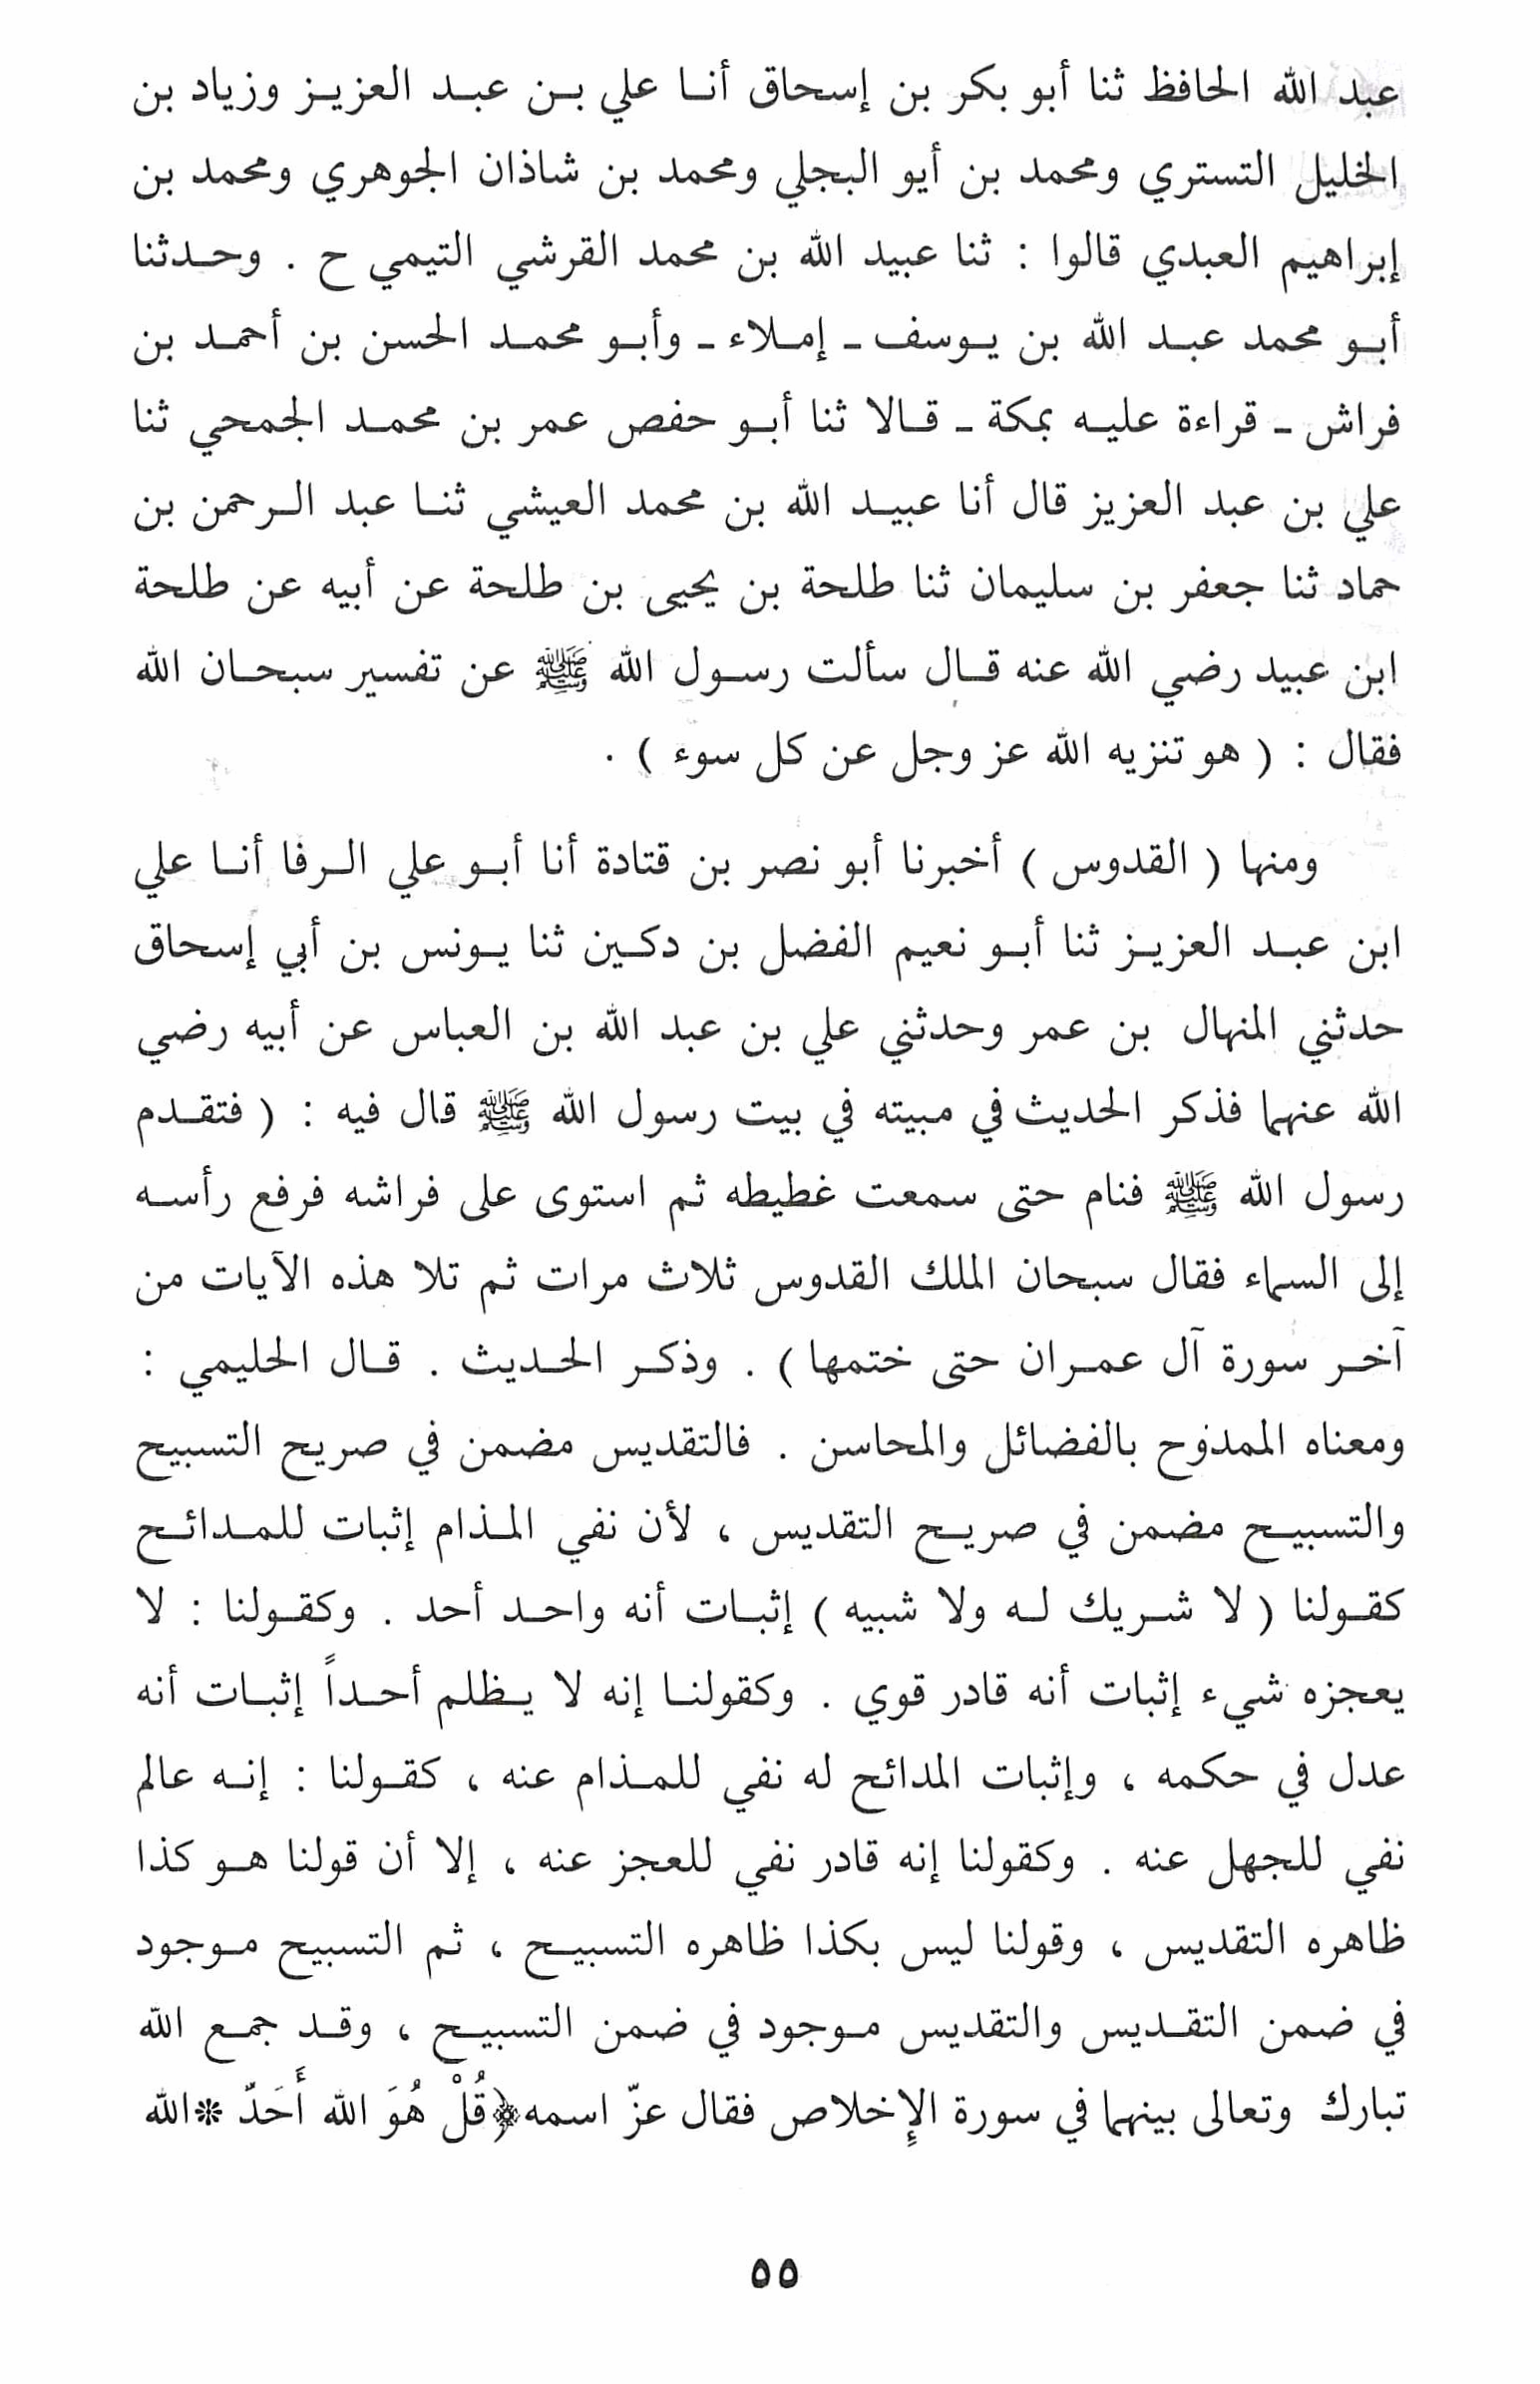 عبد الله الحافظ ثنا أبو بكر بن إسحاق أنا علي بن عبد العزيز وزياد بن
الخليل التستري ومحمد بن أيو البجلي ومحمد بن شاذان الجوهري ومحمد بن
إبراهيم العبدي قالوا : ثنا عبيد الله بن محمد القرشي التيمي ح . وحدثنا
أبو محمد عبد الله بن يوسف - إملاء - وأبو محمد الحسن بن أحمد بن
فراش - قراءة عليه بمكة - قالا ثنا أبو حفص عمر بن محمد الجمحي ثنا
علي بن عبد العزيز قال أنا عبيد الله بن محمد العيشي ثنا عبد الرحمن بن
حماد ثنا جعفر بن سليمان ثنا طلحة بن يحيى بن طلحة عن أبيه عن طلحة
ابن عبيد رضي الله عنه قال سألت رسول الله ﷺ عن تفسير سبحان الله
فقال : ( هو تنزيه الله عز وجل عن كل سوء ) .
ومنها ( القدوس ) أخبرنا أبو نصر بن قتادة أنا أبو علي الرفا أنا علي
ابن عبد العزيز ثنا أبو نعيم الفضل بن دكين ثنا يونس بن أبي إسحاق
حدثني المنهال بن عمر وحدثني علي بن عبد الله بن العباس عن أبيه رضي
الله عنهما فذكر الحديث في مبيته في بيت رسول الله ﷺ قال فيه : ( فتقدم
رسول الله ﷺ فنام حتى سمعت غطيطه ثم استوى على فراشه فرفع رأسه
إلى السماء فقال سبحان الملك القدوس ثلاث مرات ثم تلا هذه الآيات من
آخر سورة آل عمران حتى ختمها ) . وذكر الحديث . قال الحليمي :
ومعناه الممدوح بالفضائل والمحاسن . فالتقديس مضمن في صريح التسبيح
والتسبيح مضمن في صريح التقديس ، لأن نفي المذام إثبات للمدائح
كقولنا ( لا شريك له ولا شبيه ) إثبات أنه واحد أحد . وكقولنا : لا
يعجزه شيء إثبات أنه قادر قوي . وكقولنا إنه لا يظلم أحداً إثبات أنه
عدل في حكمه ، وإثبات المدائح له نفي للمذام عنه ، كقولنا : إنه عالم
نفي للجهل عنه . وكقولنا إنه قادر نفي للعجز عنه ، إلا أن قولنا هو كذا
ظاهره التقديس ، وقولنا ليس بكذا ظاهره التسبيح ، ثم التسبيح موجود
في ضمن التقديس والتقديس موجود في ضمن التسبيح ، وقد جمع الله
تبارك وتعالى بينهما في سورة الإخلاص فقال عزّ اسمه ﴿قُلْ هُوَ الله أَحَدٌ * الله
٥٥